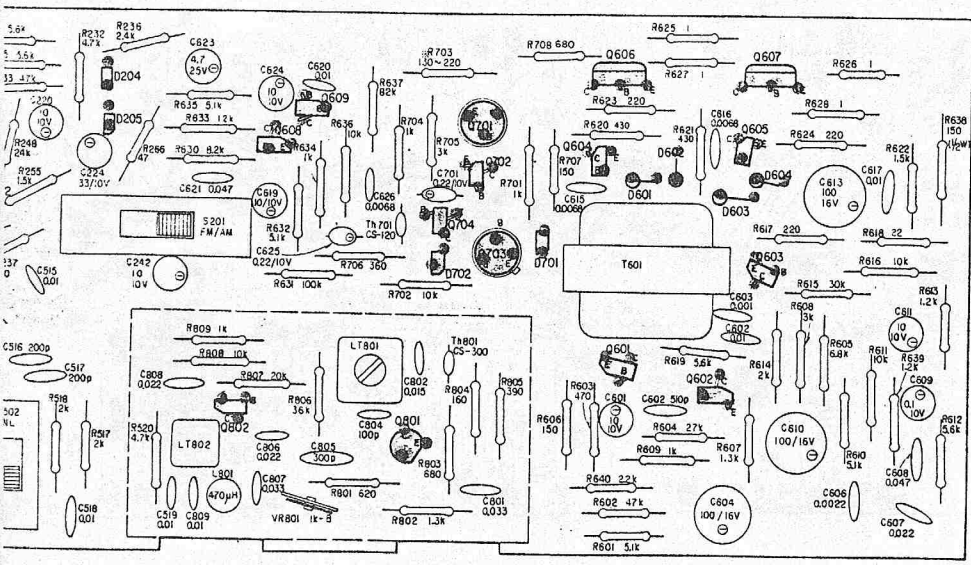 5.6k
R232
4.7k
R236
2.4k
5.6k
47k
D204
C220
10
10V
D205
R248
24k
C224
33/10V
R266
47
R255
1.5k
C623
4.7
25V
C624
10
10V
C620
0.01
R635 5.1k
Q609
R633 12k
Q608
R630 8.2k
R634
1k
R636
10k
C621 0.047
C619
10/10V
S201
FM/AM
R632
5.1k
C625
0.22/10V
C242
10
10V
R631 100k
R706 360
R637
82k
R703
130~220
R704
1k
R705
3k
Q701
Q702
C626
0.0068
C701
0.22/10V
Th701
CS-120
Q704
Q703
D702
D701
R702 10k
R701
1k
R708 680
R625 1
Q606
R627 1
Q607
R626 1
R623 220
R628 1
R620 430
R621
430
C616
0.0068
Q605
R624 220
R638
150
(1/2W)
Q604
D602
R707
150
C615
0.0068
D601
D604
D603
R622
1.5k
C613
100
16V
C617
0.01
R617 220
R618 22
T601
Q603
R616 10k
R615 30k
R613
1.2k
C603
0.001
C602
0.01
R608
3k
R605
6.8k
C611
10
10V
R614
2k
R611
10k
R639
1.2k
C609
0.1
10V
Q601
R619 5.6k
Q602
R603
470
C601
10
10V
C602 510p
R606
150
R604 27k
R607
1.3k
C610
100/16V
R610
5.1k
R612
5.6k
R609 1k
C608
0.047
R640 22k
R602 47k
C604
100/16V
C606
0.0022
C607
0.022
R601 5.1k
C515
0.01
C516 200p
C517
200p
R518
2k
R517
2k
C518
0.01
R809 1k
R808 10k
C808
0.022
R807 20k
Q802
R806
36k
R520
4.7k
LT802
C806
0.022
C805
300p
L801
470μH
C807
0.033
C519
0.01
C809
0.01
VR801 1k-B
R801 620
R802 1.3k
LT801
Th801
CS-300
C802
0.015
R804
160
R805
390
C804
100p
Q801
R803
680
C801
0.033